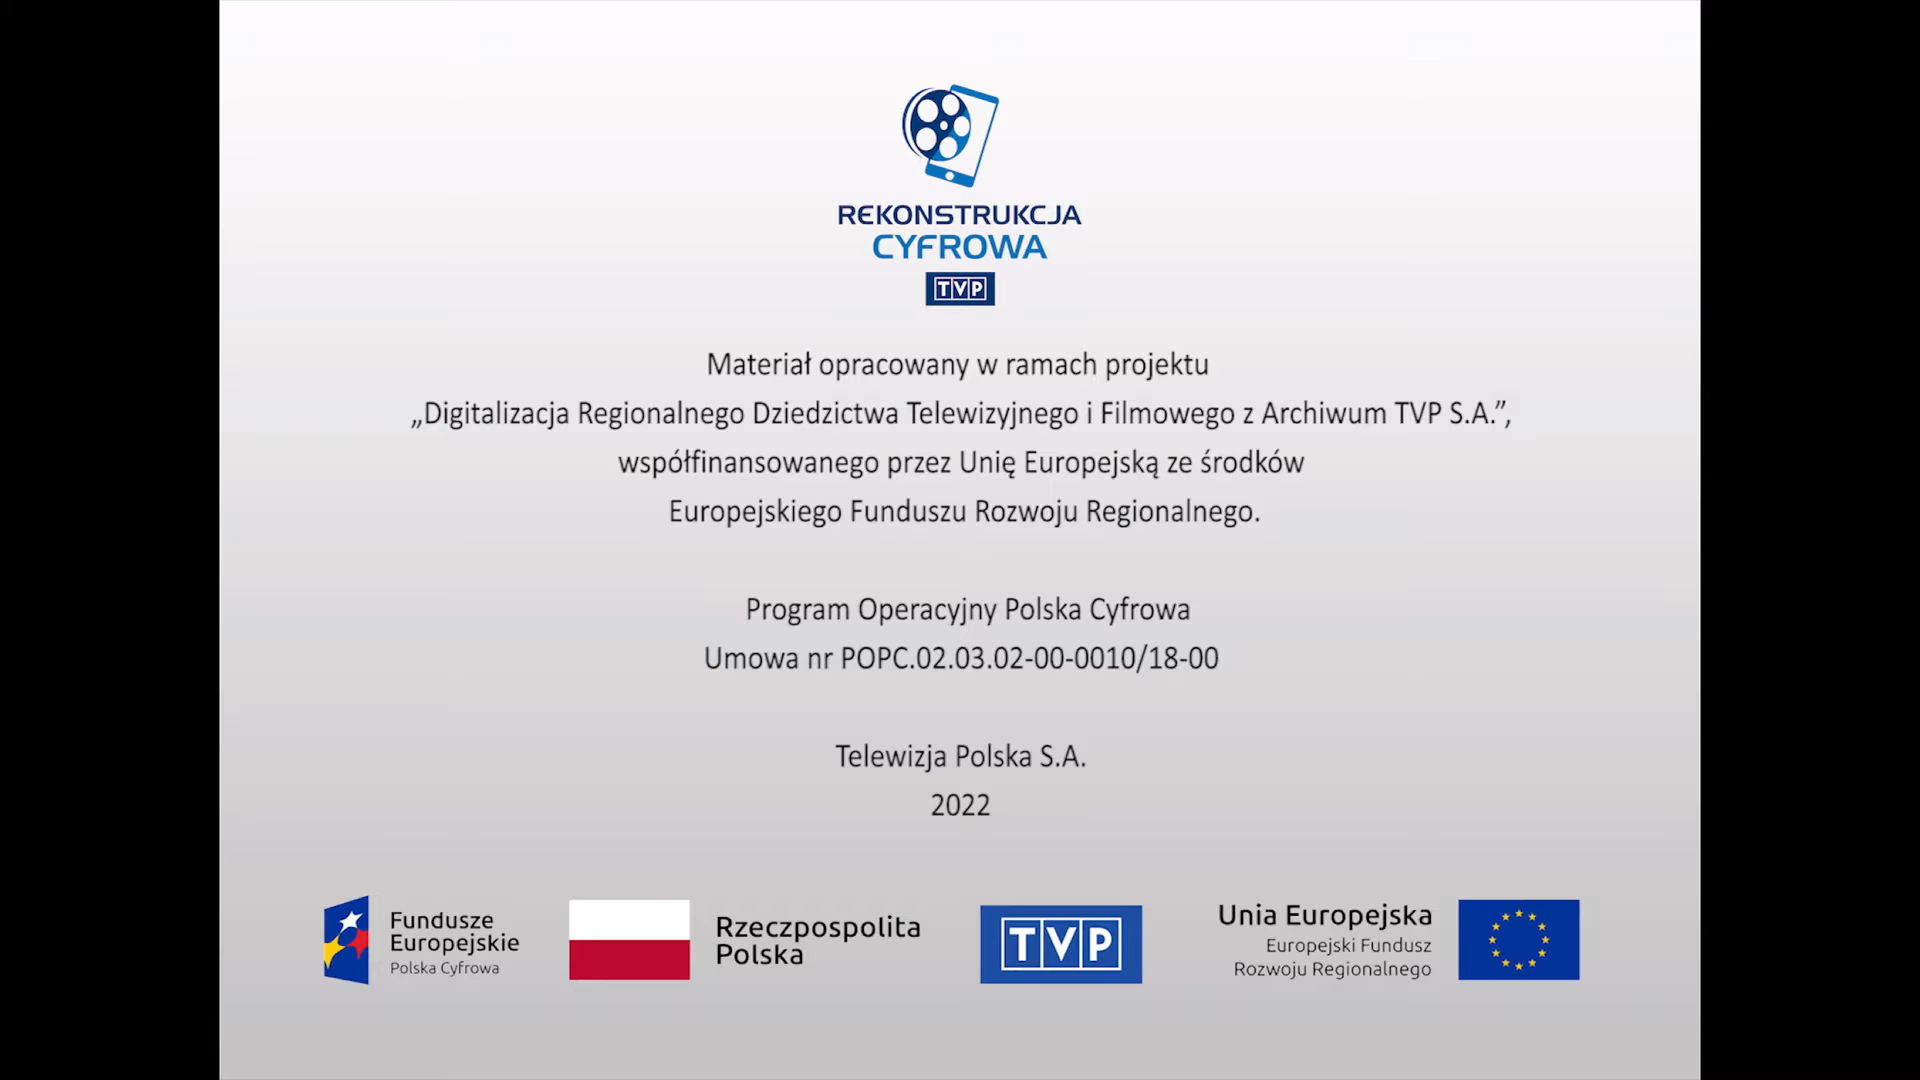 REKONSTRUKCJA
CYFROWA
TVP
Materiał opracowany w ramach projektu
„Digitalizacja Regionalnego Dziedzictwa Telewizyjnego i Filmowego z Archiwum TVP S.A.”,
współfinansowanego przez Unię Europejską ze środków
Europejskiego Funduszu Rozwoju Regionalnego.
Program Operacyjny Polska Cyfrowa
Umowa nr POPC.02.03.02-00-0010/18-00
Telewizja Polska S.A.
2022
Fundusze
Europejskie
Polska Cyfrowa
Rzeczpospolita
Polska
TVP
Unia Europejska
Europejski Fundusz
Rozwoju Regionalnego